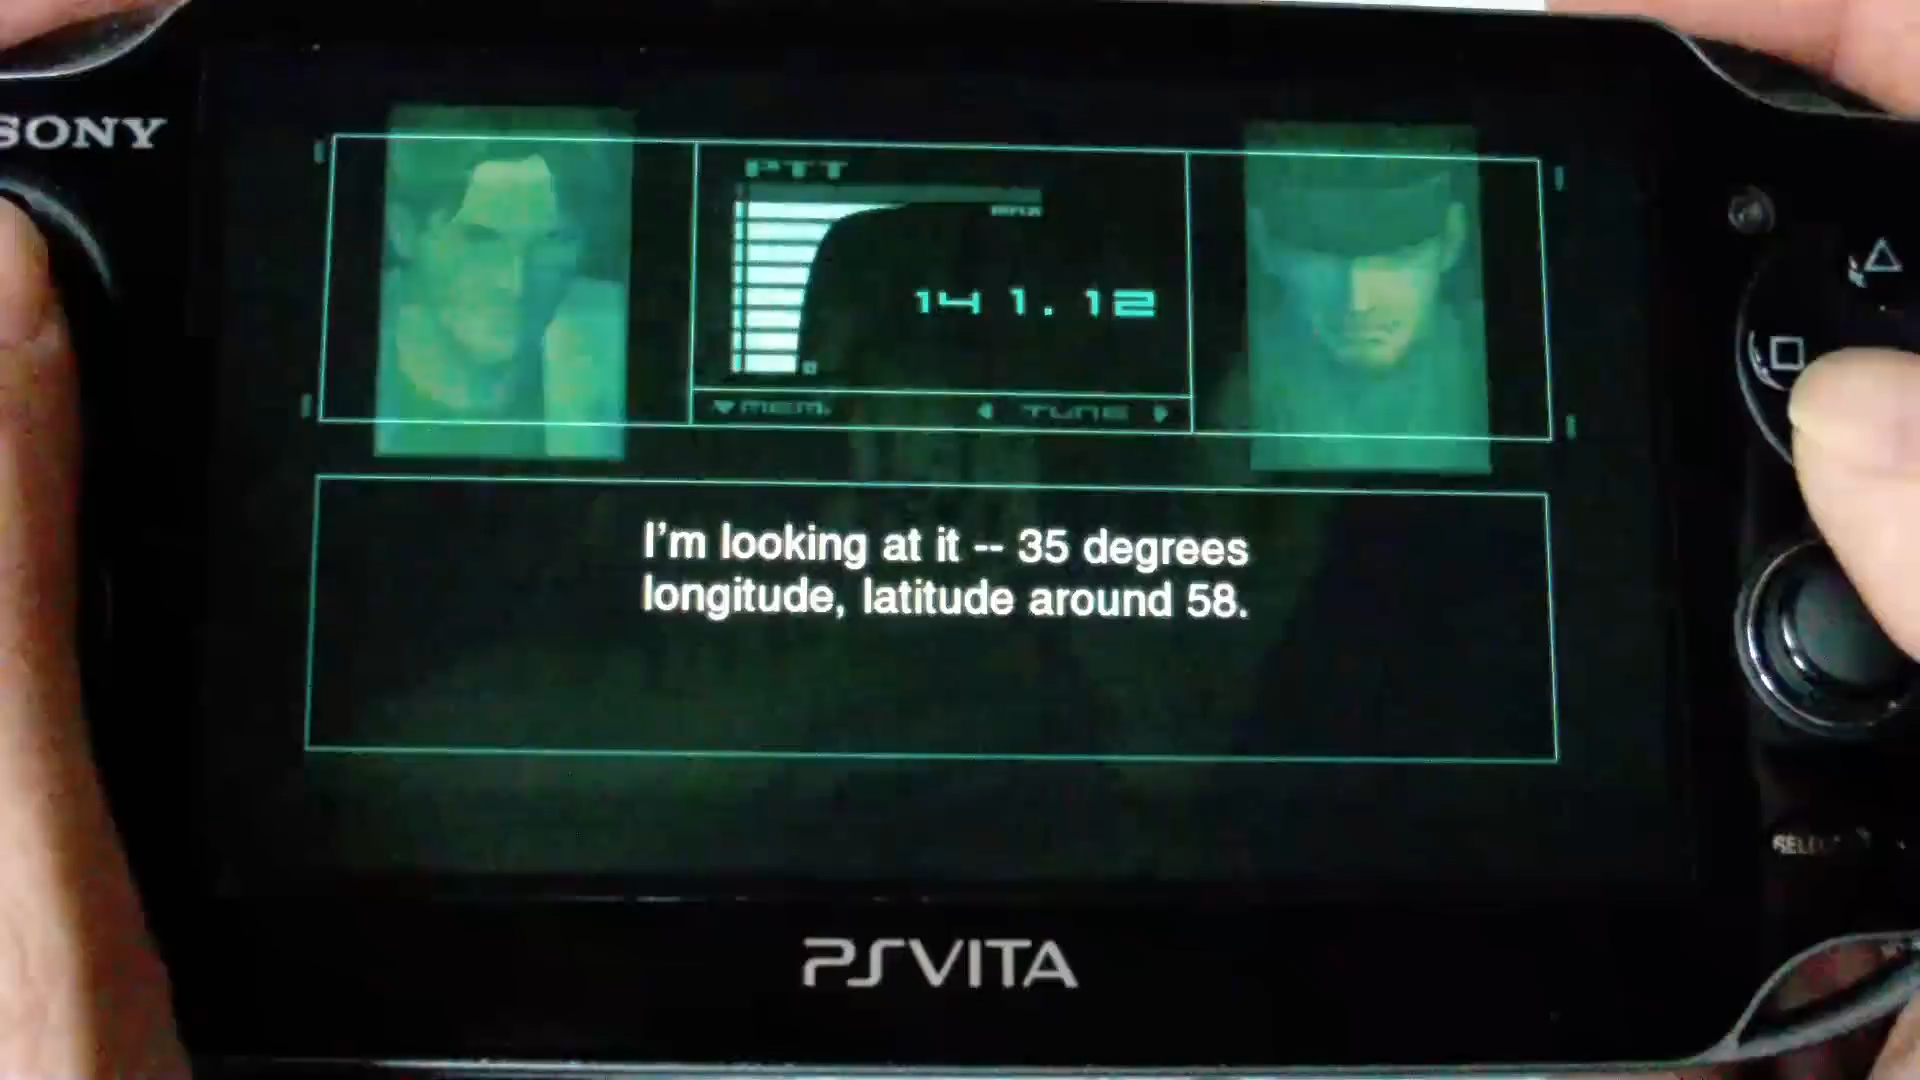 SONY
PTT
141.12
MEM.
TUNE
I'm looking at it -- 35 degrees
longitude, latitude around 58.
PSVITA